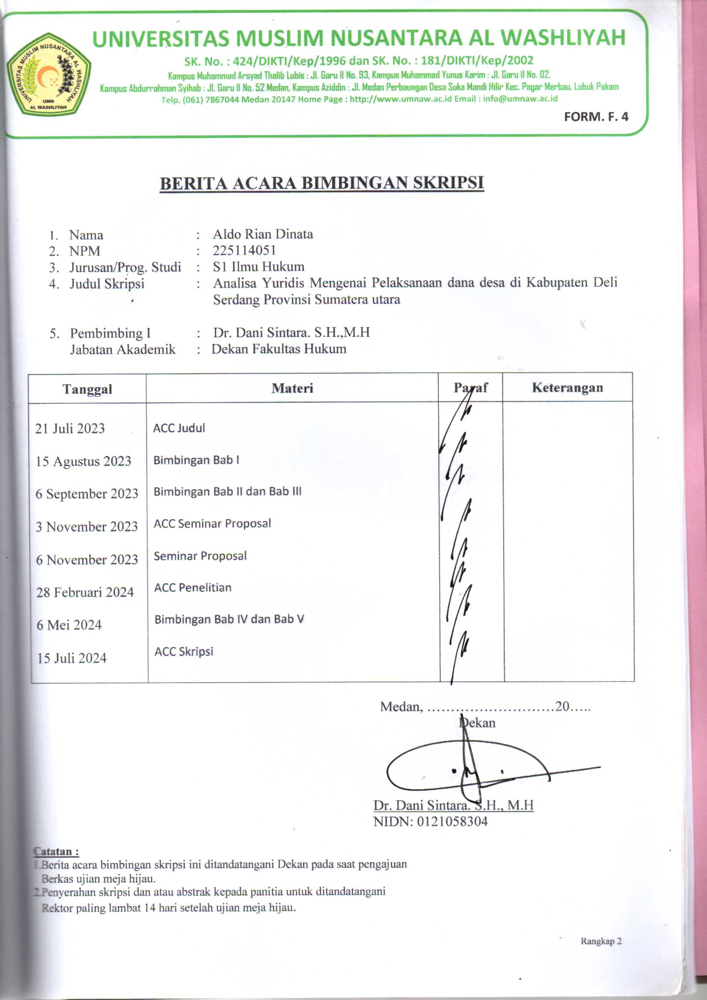 UNIVERSITAS MUSLIM NUSANTARA AL WASHLIYAH
UMN
AL WASHLIYAH
UNIVERSITAS MUSLIM NUSANTARA AL WASHLIYAH
SK. No. : 424/DIKTI/Kep/1996 dan SK. No. : 181/DIKTI/Kep/2002
Kampus Muhammad Arsyad Thalib Lubis : Jl. Garu II No. 93, Kampus Muhammad Yunus Karim : Jl. Garu II No. 02,
Kampus Abdurrahman Syihab : Jl. Garu II No. 52 Medan, Kampus Aziddin : Jl. Medan Perbaungan Desa Suka Mandi Hilir Kec. Pagar Merbau, Lubuk Pakam
Telp. (061) 7867044 Medan 20147 Home Page : http://www.umnaw.ac.id Email : info@umnaw.ac.id
FORM. F. 4
BERITA ACARA BIMBINGAN SKRIPSI
1. Nama : Aldo Rian Dinata
2. NPM : 225114051
3. Jurusan/Prog. Studi : S1 Ilmu Hukum
4. Judul Skripsi : Analisa Yuridis Mengenai Pelaksanaan dana desa di Kabupaten Deli
Serdang Provinsi Sumatera utara
5. Pembimbing I : Dr. Dani Sintara. S.H.,M.H
Jabatan Akademik : Dekan Fakultas Hukum
Tanggal Materi Paraf Keterangan
21 Juli 2023 ACC Judul
15 Agustus 2023 Bimbingan Bab I
6 September 2023 Bimbingan Bab II dan Bab III
3 November 2023 ACC Seminar Proposal
6 November 2023 Seminar Proposal
28 Februari 2024 ACC Penelitian
6 Mei 2024 Bimbingan Bab IV dan Bab V
15 Juli 2024 ACC Skripsi
Medan, ...........................20.....
Dekan
Dr. Dani Sintara. S.H., M.H
NIDN: 0121058304
Catatan :
1.Berita acara bimbingan skripsi ini ditandatangani Dekan pada saat pengajuan
Berkas ujian meja hijau.
2.Penyerahan skripsi dan atau abstrak kepada panitia untuk ditandatangani
Rektor paling lambat 14 hari setelah ujian meja hijau.
Rangkap 2